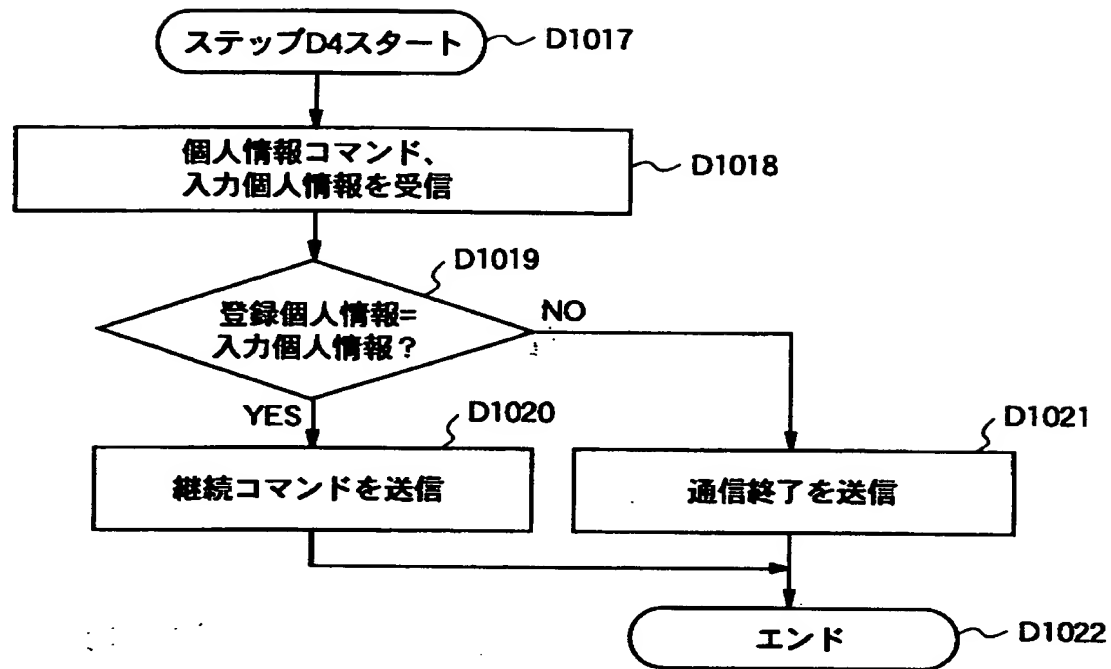 ステップD4スタート
D1017
個人情報コマンド、
入力個人情報を受信
D1018
D1019
登録個人情報=
入力個人情報?
NO
YES
D1020
継続コマンドを送信
D1021
通信終了を送信
エンド
D1022